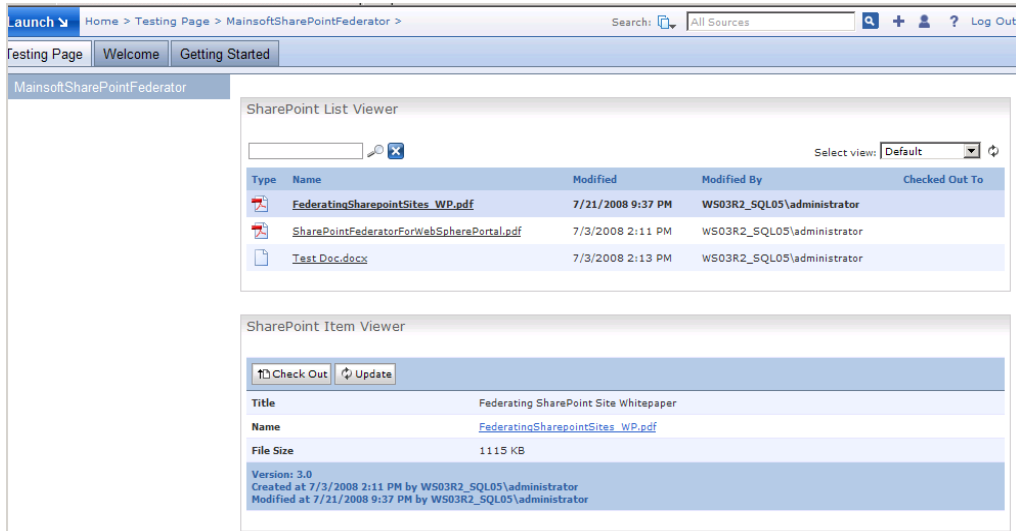 Launch
Home > Testing Page > MainsoftSharePointFederator >
Search: All Sources
? Log Out
Testing Page Welcome Getting Started
MainsoftSharePointFederator
SharePoint List Viewer
Select view: Default
Type Name Modified Modified By Checked Out To
FederatingSharepointSites_WP.pdf 7/21/2008 9:37 PM WS03R2_SQL05\administrator
SharePointFederatorForWebSpherePortal.pdf 7/3/2008 2:11 PM WS03R2_SQL05\administrator
Test Doc.docx 7/3/2008 2:13 PM WS03R2_SQL05\administrator
SharePoint Item Viewer
Check Out Update
Title Federating SharePoint Site Whitepaper
Name FederatingSharepointSites_WP.pdf
File Size 1115 KB
Version: 3.0
Created at 7/3/2008 2:11 PM by WS03R2_SQL05\administrator
Modified at 7/21/2008 9:37 PM by WS03R2_SQL05\administrator